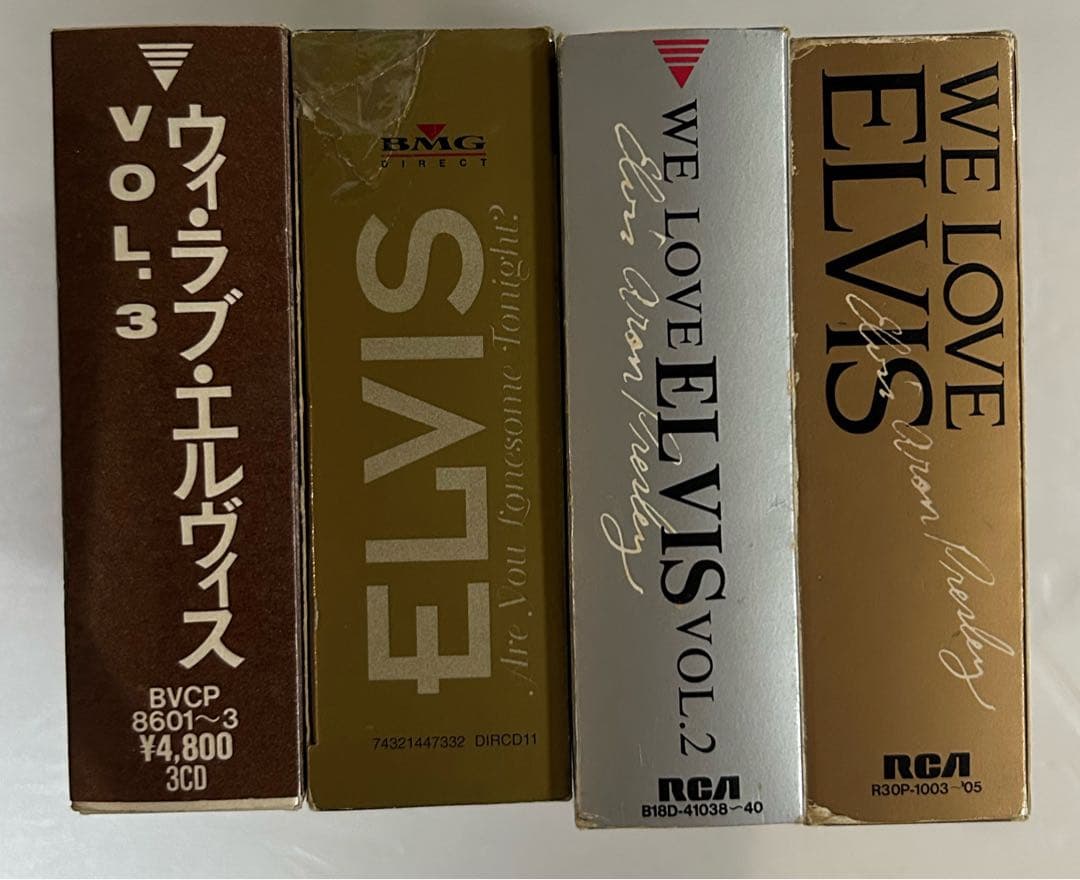 ウィ・ラブ・エルヴィス
VOL.3
BVCP
8601～3
¥4,800
3CD
BMG
DIRECT
ELVIS
Are You Lonesome Tonight?
74321447332 DIRCD11
WE LOVE ELVIS VOL.2
Elvis Aron Presley
RCA
B18D-41038～40
WE LOVE
ELVIS
Elvis Aron Presley
RCA
R30P-1003～'05